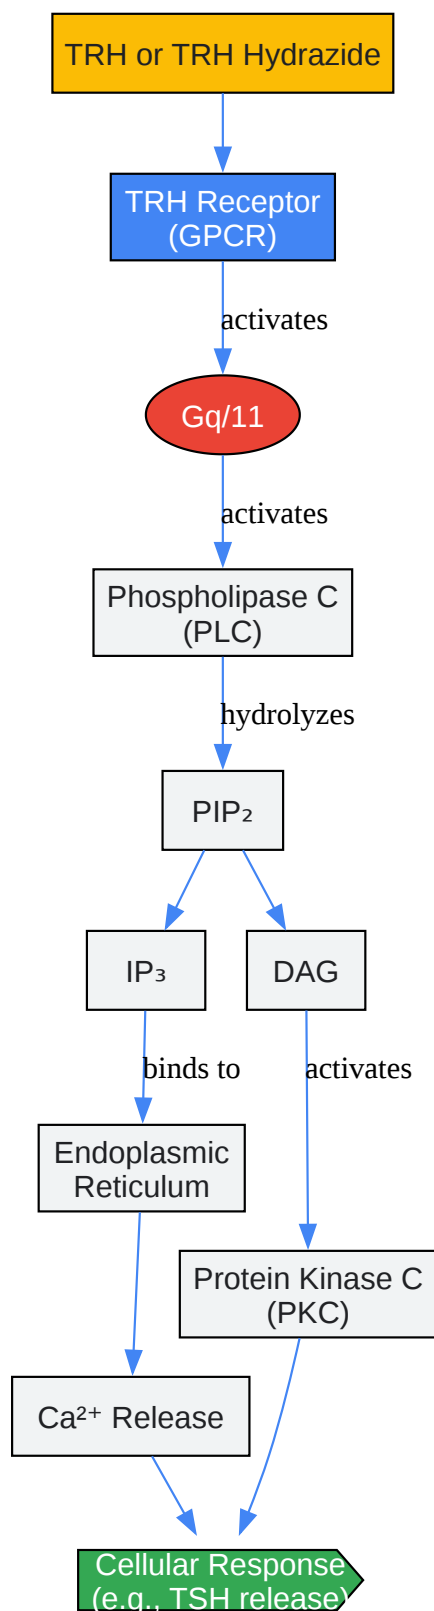 TRH or TRH Hydrazide
TRH Receptor
(GPCR)
activates
Gq/11
activates
Phospholipase C
(PLC)
hydrolyzes
PIP₂
IP₃
DAG
binds to
activates
Endoplasmic
Reticulum
Protein Kinase C
(PKC)
Ca²⁺ Release
Cellular Response
(e.g., TSH release)